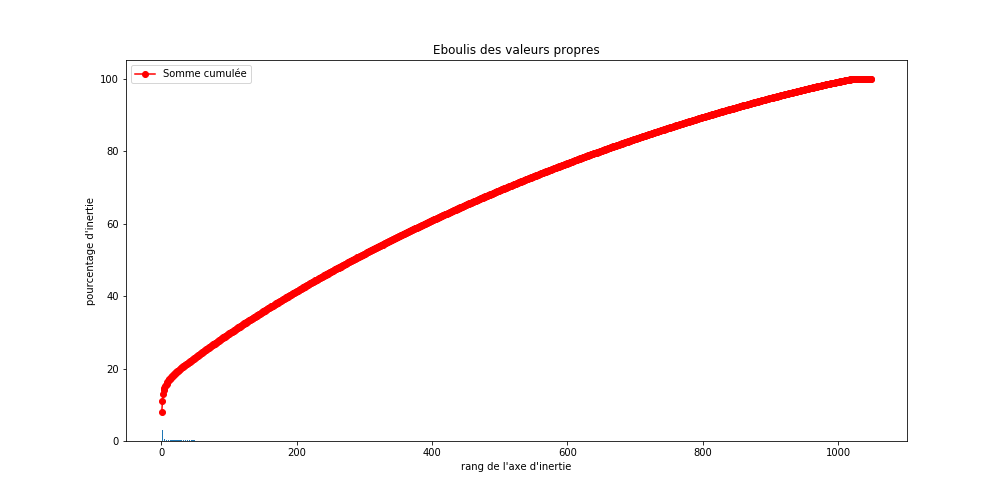 Eboulis des valeurs propres
Somme cumulée
100
80
60
40
20
0
pourcentage d'inertie
0 200 400 600 800 1000
rang de l'axe d'inertie